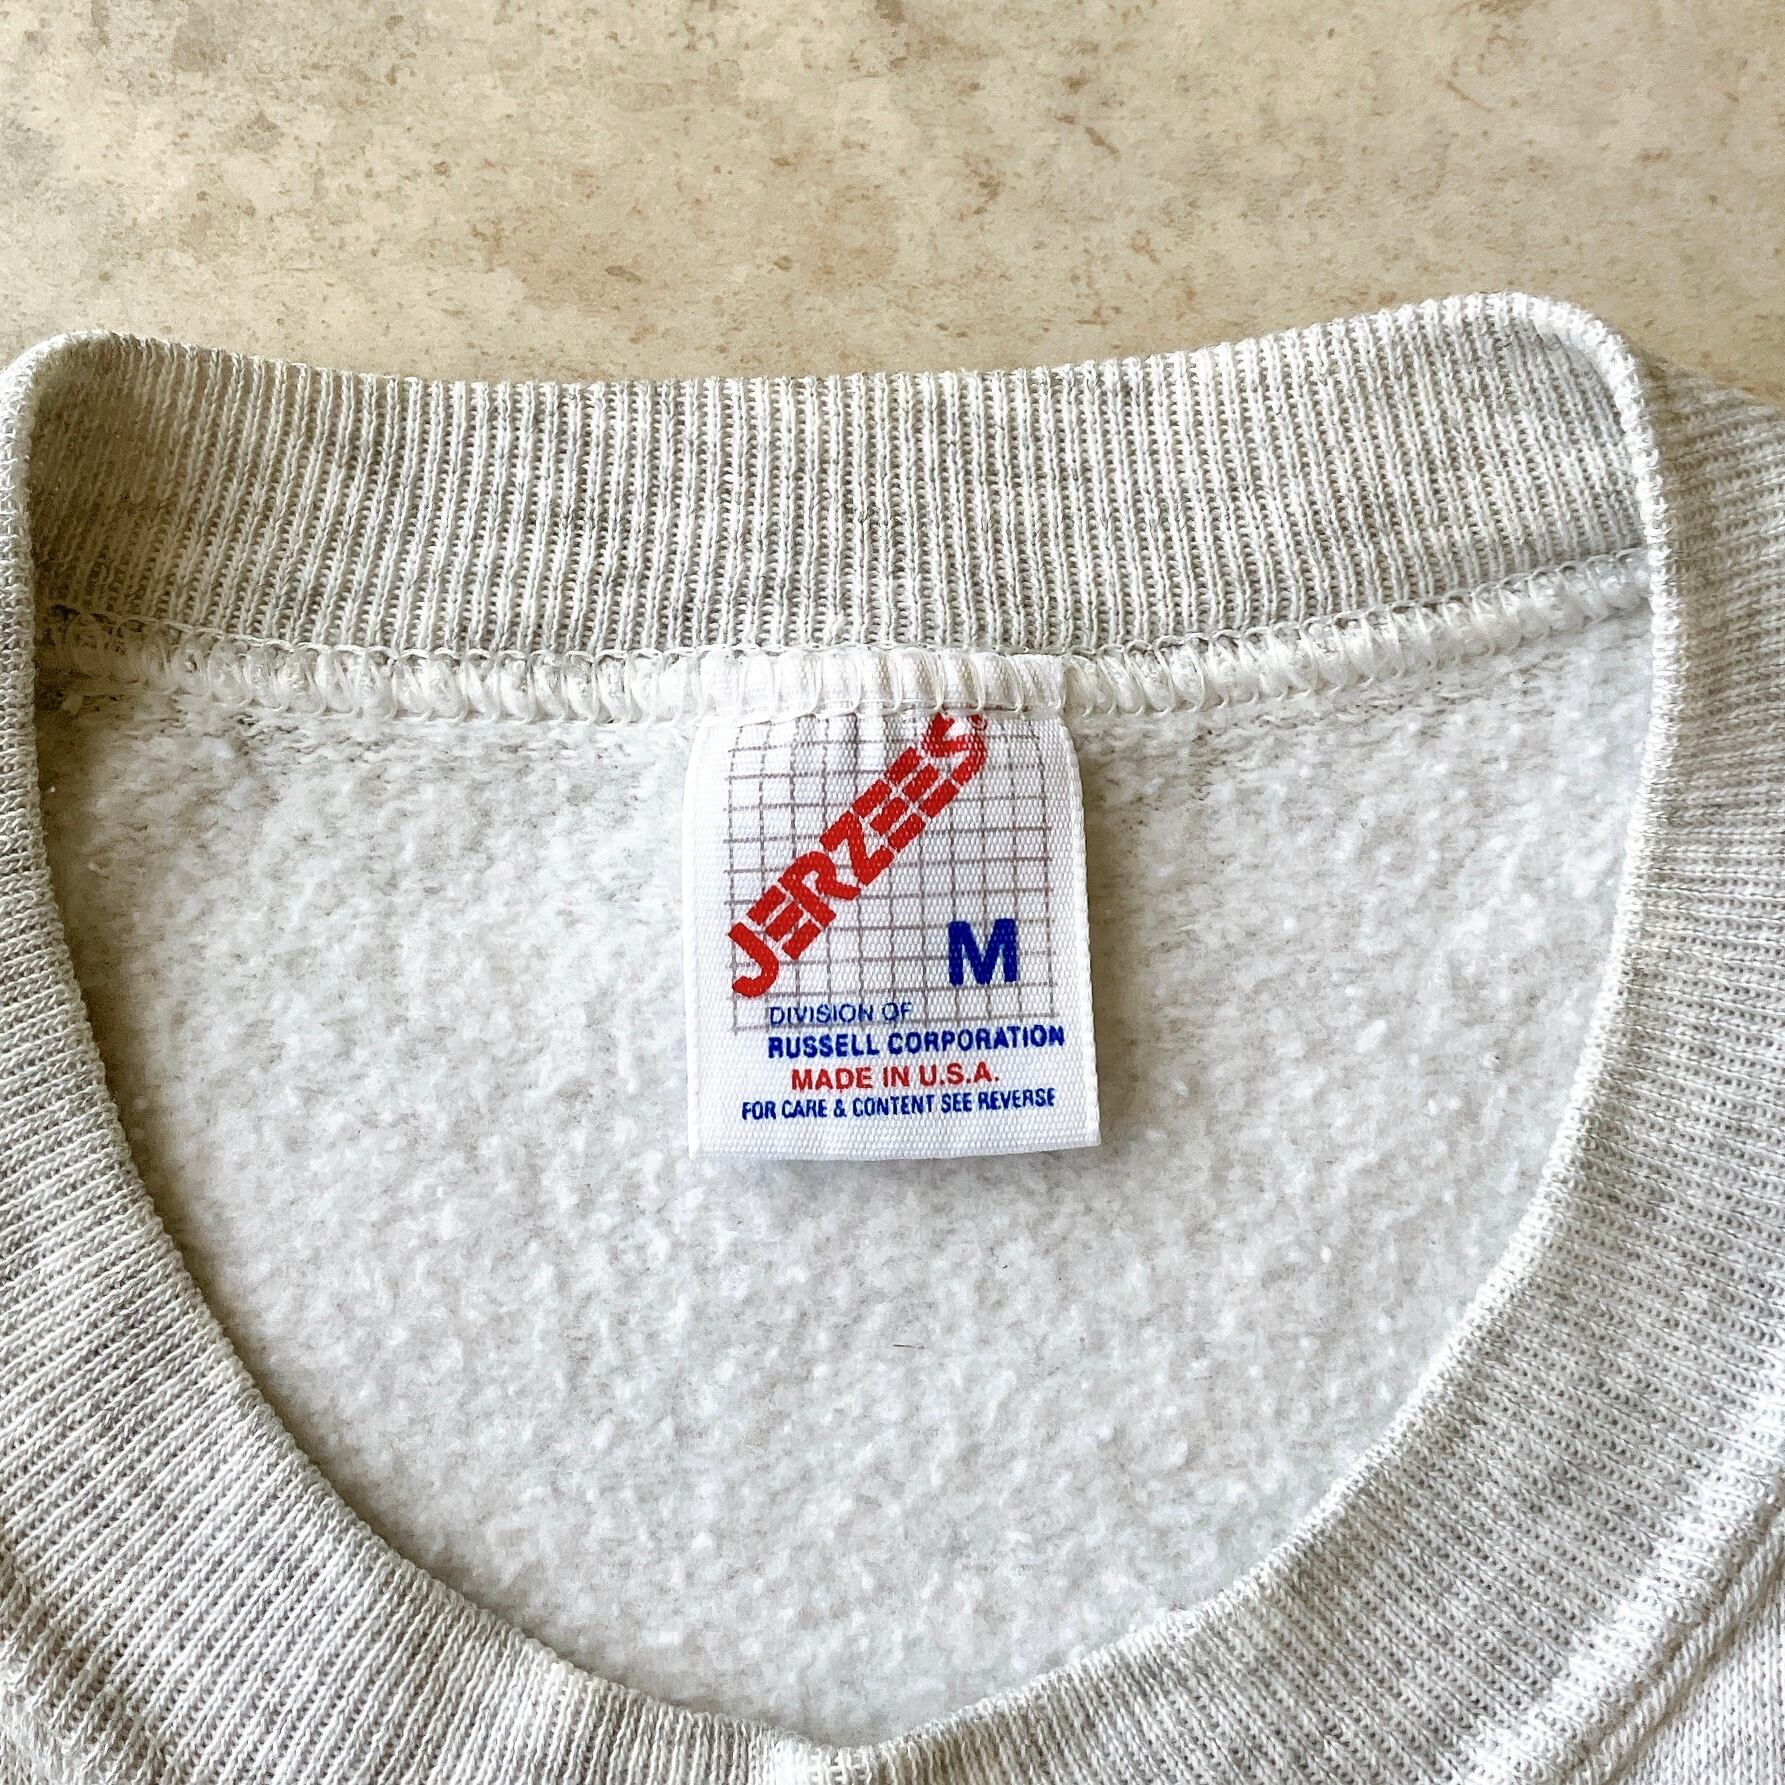 JERZEES
M
DIVISION OF
RUSSELL CORPORATION
MADE IN U.S.A.
FOR CARE & CONTENT SEE REVERSE